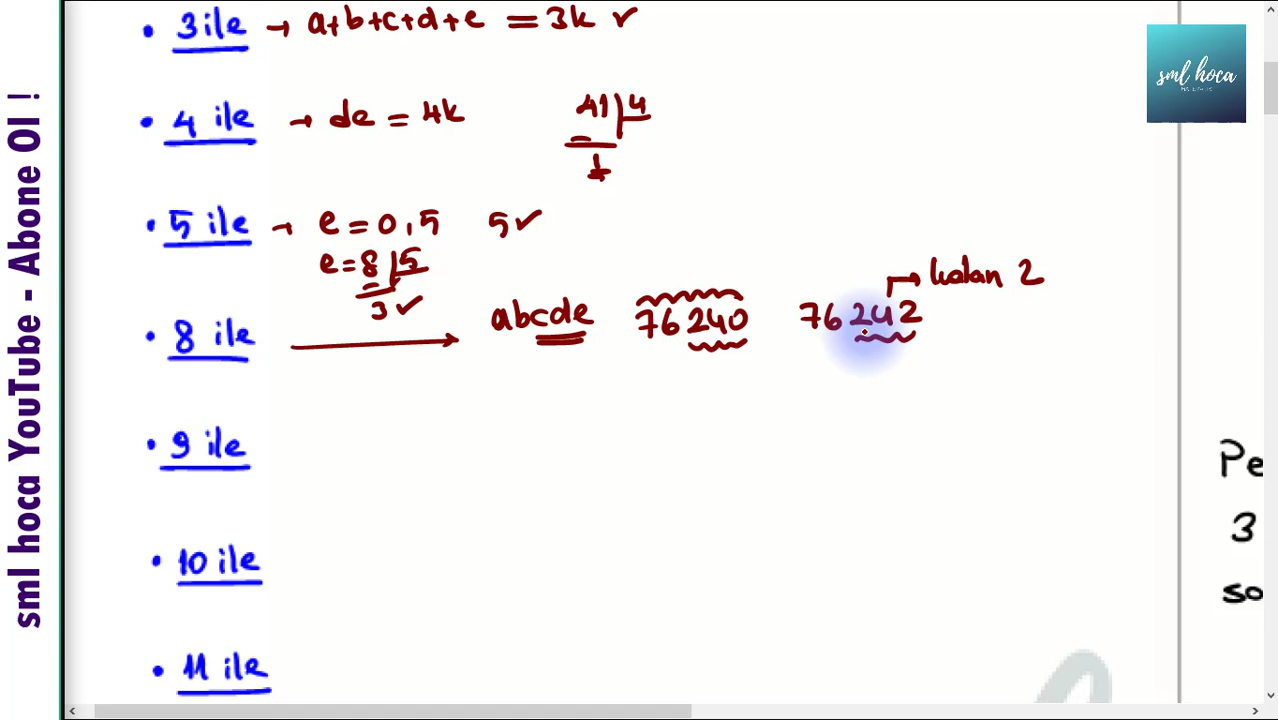 • 3 ile → a+b+c+d+e = 3k ✓
• 4 ile → de = 4k 41 | 4
1
• 5 ile → e = 0,5 5 ✓
e = 8 | 5
3 ✓
→ kalan 2
• 8 ile → abcde 76240 76242
• 9 ile
• 10 ile
• 11 ile
Pe
3
so
sml hoca YouTube - Abone Ol !
sml hoca